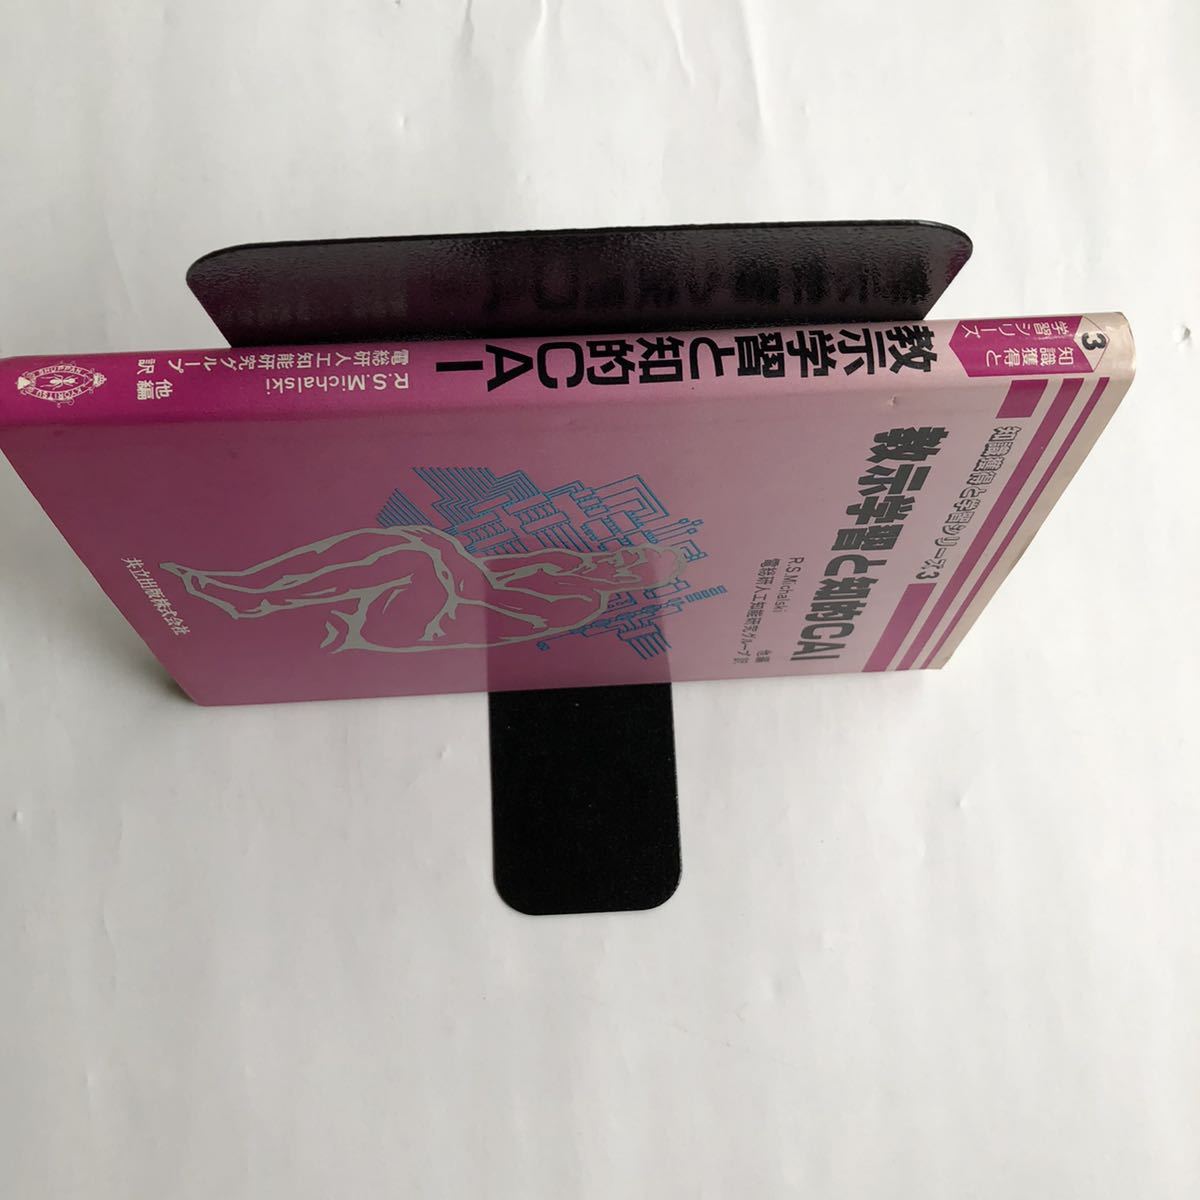 3
知識獲得と
学習シリーズ
教示学習と知的CAI
R.S.Michalski 他編
電総研人工知能研究グループ 訳
KYORITSU SHUPPAN
知識獲得と学習シリーズ3
教示学習と知的CAI
R.S.Michalski 他編
電総研人工知能研究グループ 訳
共立出版株式会社